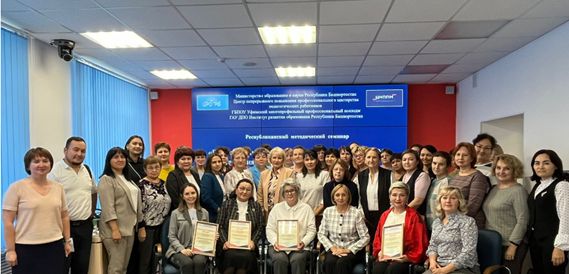 Министерство образования и науки Республики Башкортостан
Центр непрерывного повышения профессионального мастерства
педагогических работников
ГБПОУ Уфимский многопрофильный профессиональный колледж
ГАУ ДПО Институт развития образования Республики Башкортостан
Республиканский методический семинар